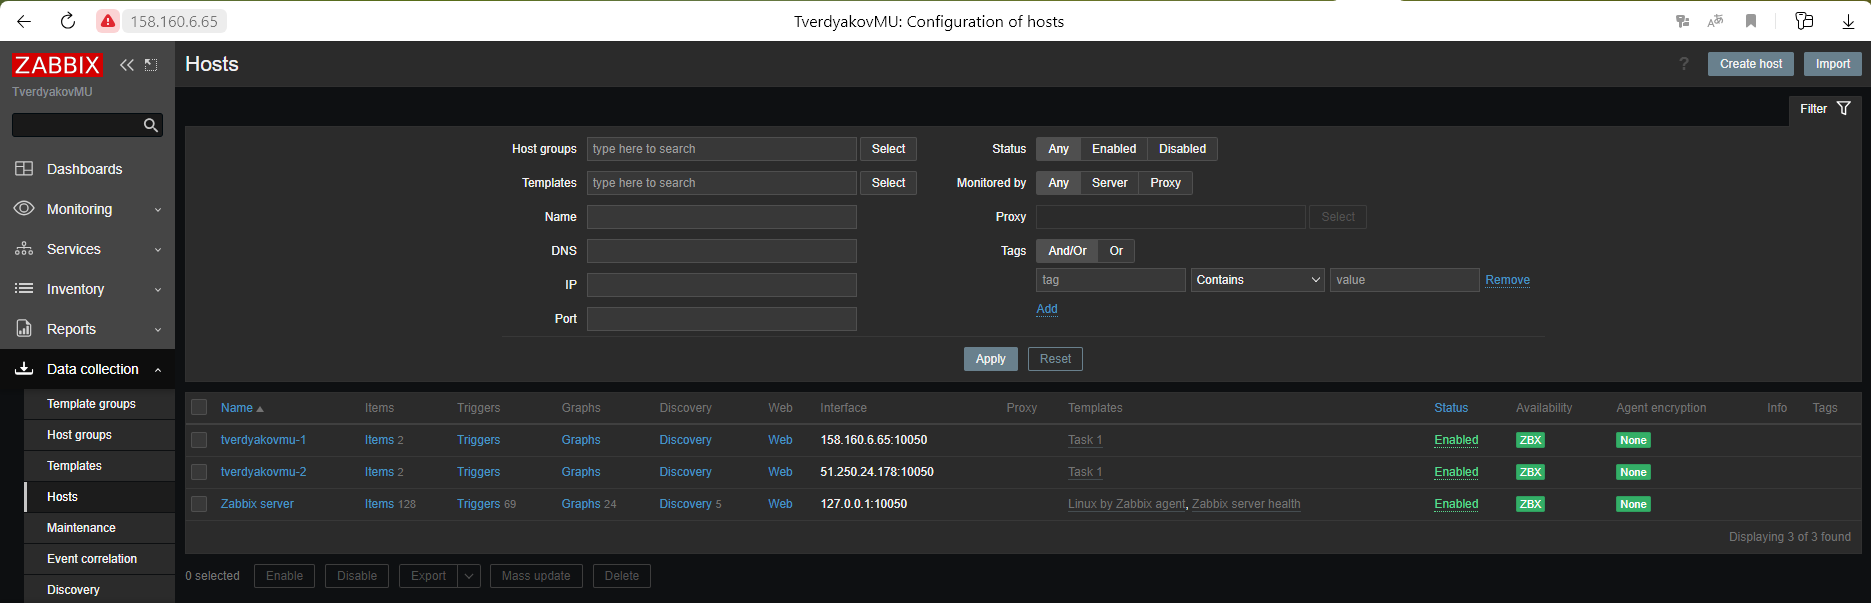 158.160.6.65
TverdyakovMU: Configuration of hosts
ZABBIX
TverdyakovMU
Dashboards
Monitoring
Services
Inventory
Reports
Data collection
Template groups
Host groups
Templates
Hosts
Maintenance
Event correlation
Discovery
Hosts
? Create host Import
Filter
Host groups type here to search Select
Templates type here to search Select
Name
DNS
IP
Port
Status Any Enabled Disabled
Monitored by Any Server Proxy
Proxy Select
Tags And/Or Or
tag Contains value Remove
Add
Apply Reset
Name Items Triggers Graphs Discovery Web Interface Proxy Templates Status Availability Agent encryption Info Tags
tverdyakovmu-1 Items 2 Triggers Graphs Discovery Web 158.160.6.65:10050 Task 1 Enabled ZBX None
tverdyakovmu-2 Items 2 Triggers Graphs Discovery Web 51.250.24.178:10050 Task 1 Enabled ZBX None
Zabbix server Items 128 Triggers 69 Graphs 24 Discovery 5 Web 127.0.0.1:10050 Linux by Zabbix agent, Zabbix server health Enabled ZBX None
Displaying 3 of 3 found
0 selected Enable Disable Export Mass update Delete